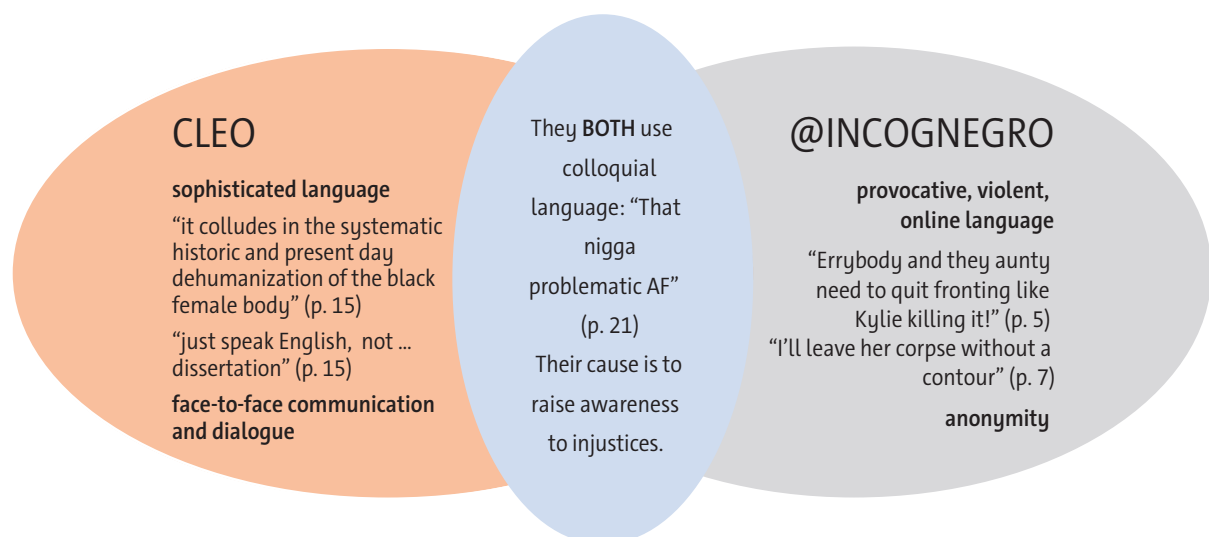 CLEO
sophisticated language
“it colludes in the systematic
historic and present day
dehumanization of the black
female body” (p. 15)
“just speak English, not ...
dissertation” (p. 15)
face-to-face communication
and dialogue
They BOTH use
colloquial
language: “That
nigga
problematic AF”
(p. 21)
Their cause is to
raise awareness
to injustices.
@INCOGNEGRO
provocative, violent,
online language
“Errybody and they aunty
need to quit fronting like
Kylie killing it!” (p. 5)
“I’ll leave her corpse without a
contour” (p. 7)
anonymity